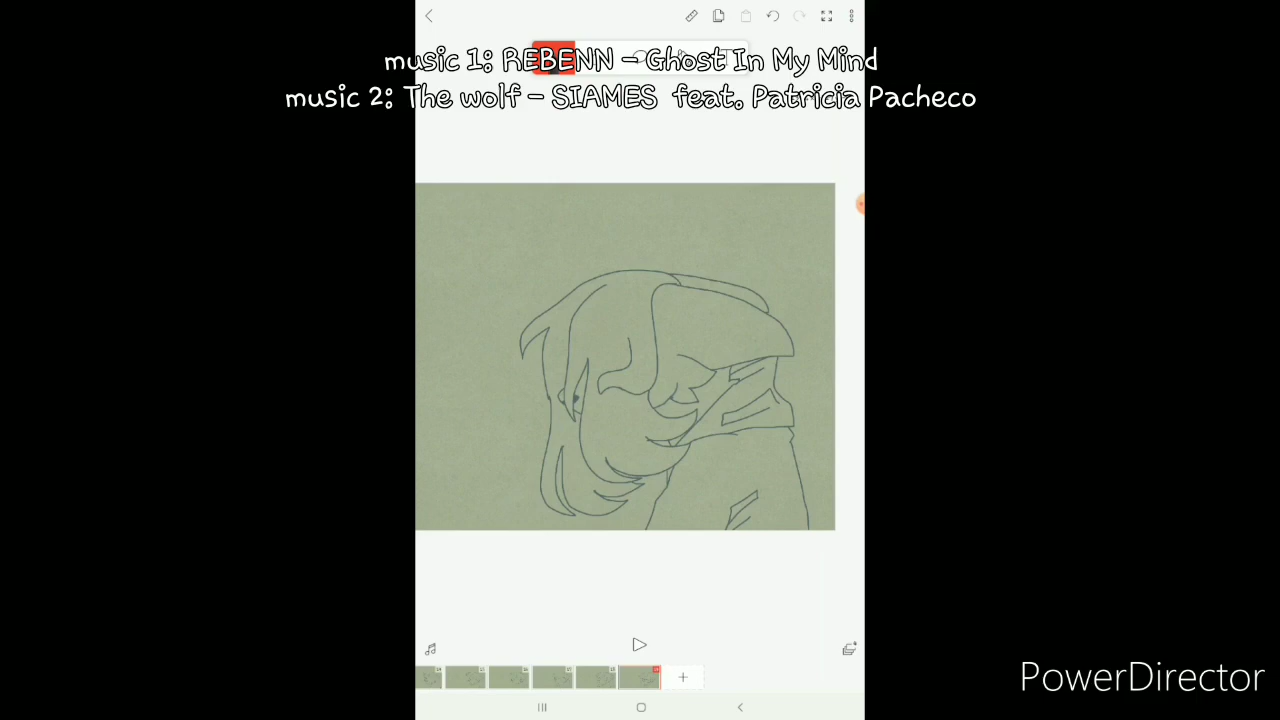 music 1: REBENN - Ghost In My Mind
music 2: The wolf - SIAMES feat. Patricia Pacheco
PowerDirector